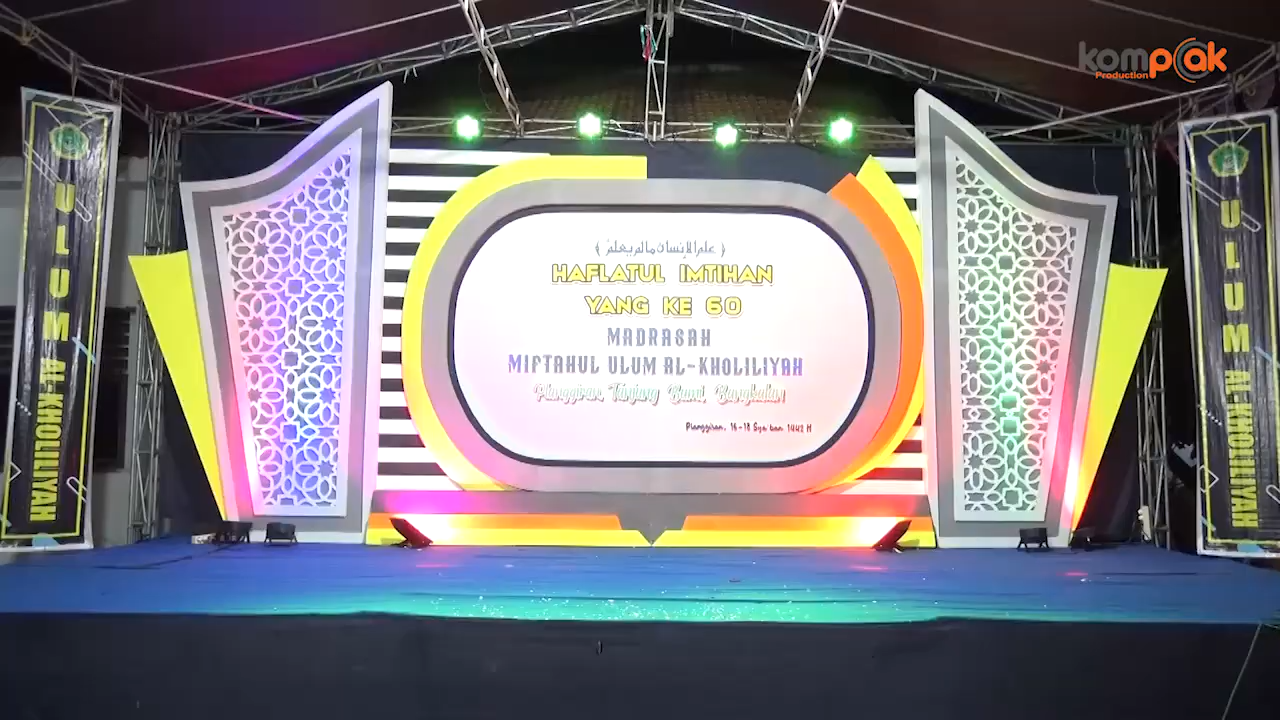 kompak
Production
﴿ علم الإنسان مالم يعلم ﴾
HAFLATUL IMTIHAN
YANG KE 60
MADRASAH
MIFTAHUL ULUM AL-KHOLILIYAH
Planggiran, Tanjung Bumi, Bangkalan
Planggiran, 16-18 Sya'ban 1442 H
ULUM AL-KHOLILIYAH
ULUM AL-KHOLILIYAH